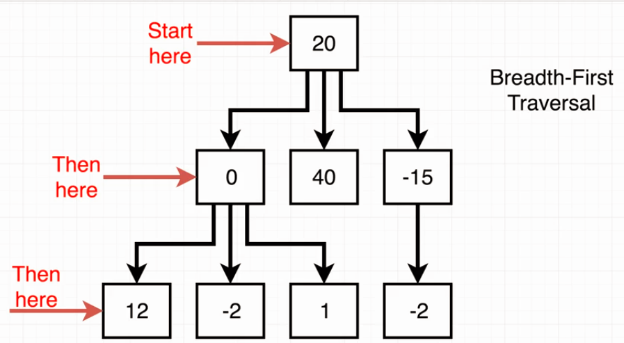 Start
here
20
Breadth-First
Traversal
Then
here
0
40
-15
Then
here
12
-2
1
-2